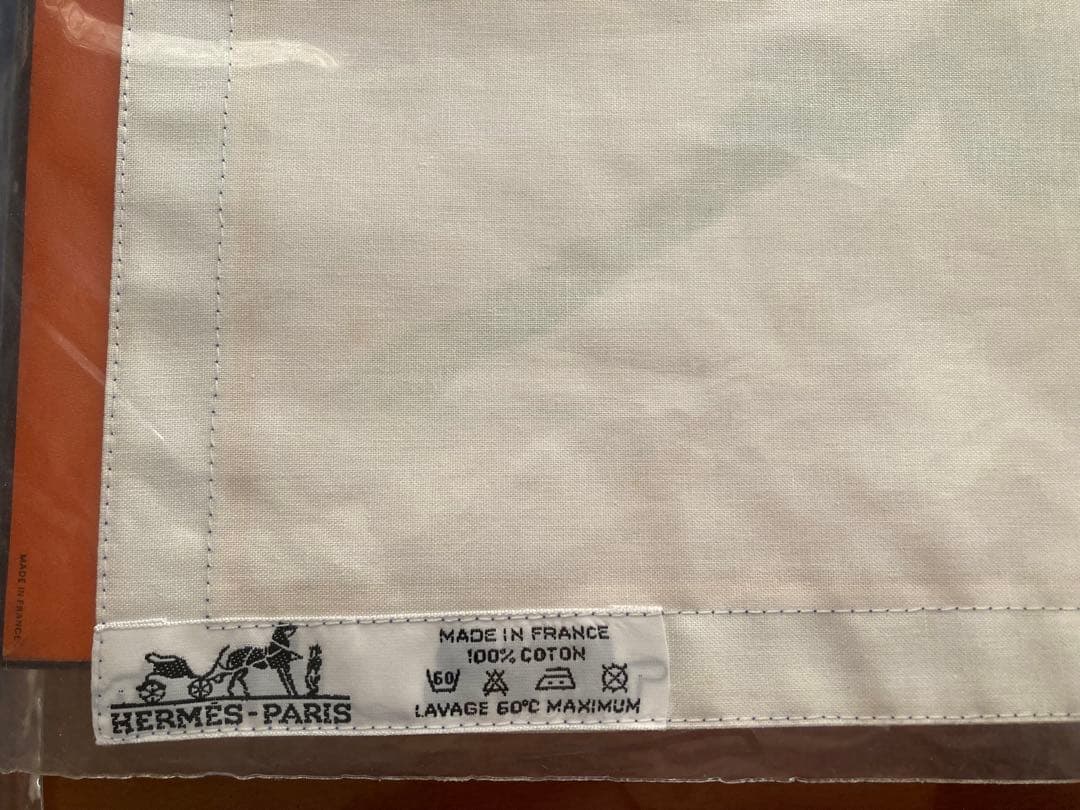 MADE IN FRANCE
HERMÈS-PARIS
MADE IN FRANCE
100% COTON
60
LAVAGE 60°C MAXIMUM